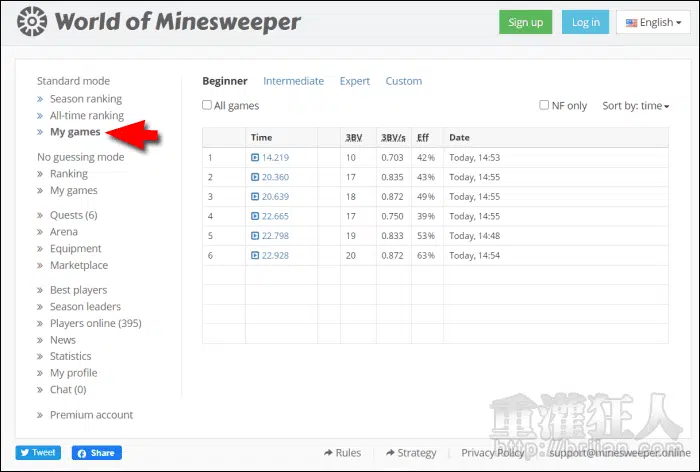 World of Minesweeper
Sign up
Log in
English
Standard mode
» Season ranking
» All-time ranking
» My games
No guessing mode
» Ranking
» My games
» Quests (6)
» Arena
» Equipment
» Marketplace
» Best players
» Season leaders
» Players online (395)
» News
» Statistics
» My profile
» Chat (0)
» Premium account
Beginner Intermediate Expert Custom
All games NF only Sort by: time
Time 3BV 3BV/s Eff Date
1 14.219 10 0.703 42% Today, 14:53
2 20.360 17 0.835 43% Today, 14:55
3 20.639 18 0.872 49% Today, 14:55
4 22.665 17 0.750 39% Today, 14:55
5 22.798 19 0.833 53% Today, 14:48
6 22.928 20 0.872 63% Today, 14:54
重灌狂人
http://briian.com
Tweet Share Rules Strategy Privacy Policy support@minesweeper.online